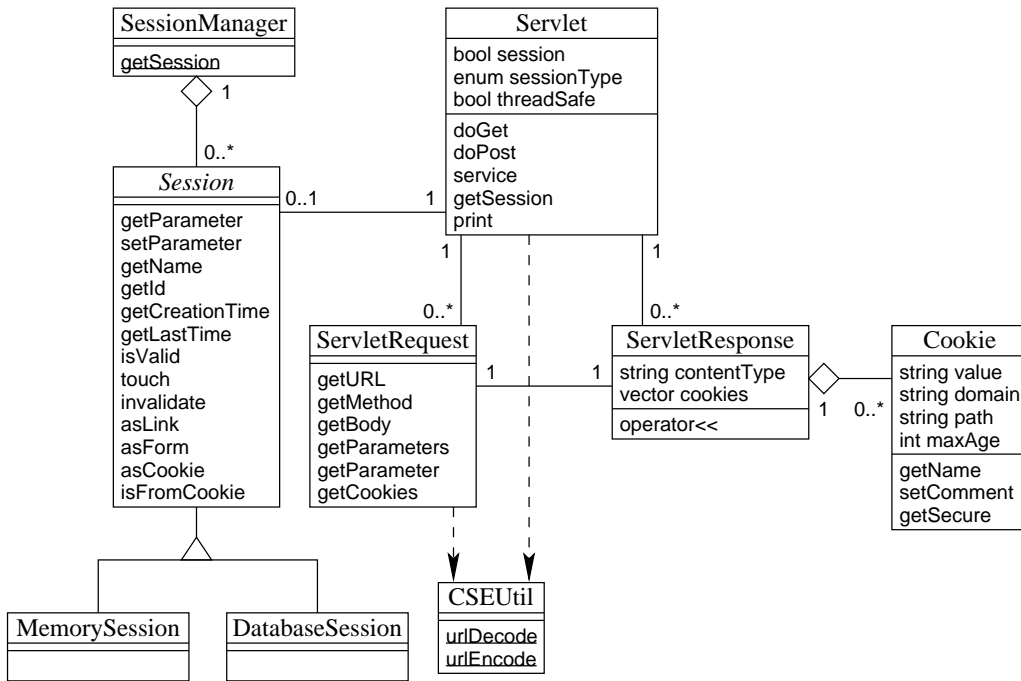 SessionManager
getSession
1
0..*
Servlet
bool session
enum sessionType
bool threadSafe
doGet
doPost
service
getSession
print
Session
getParameter
setParameter
getName
getId
getCreationTime
getLastTime
isValid
touch
invalidate
asLink
asForm
asCookie
isFromCookie
0..1
1
1
0..*
1
0..*
ServletRequest
getURL
getMethod
getBody
getParameters
getParameter
getCookies
1
1
ServletResponse
string contentType
vector cookies
operator<<
1
0..*
Cookie
string value
string domain
string path
int maxAge
getName
setComment
getSecure
MemorySession
DatabaseSession
CSEUtil
urlDecode
urlEncode